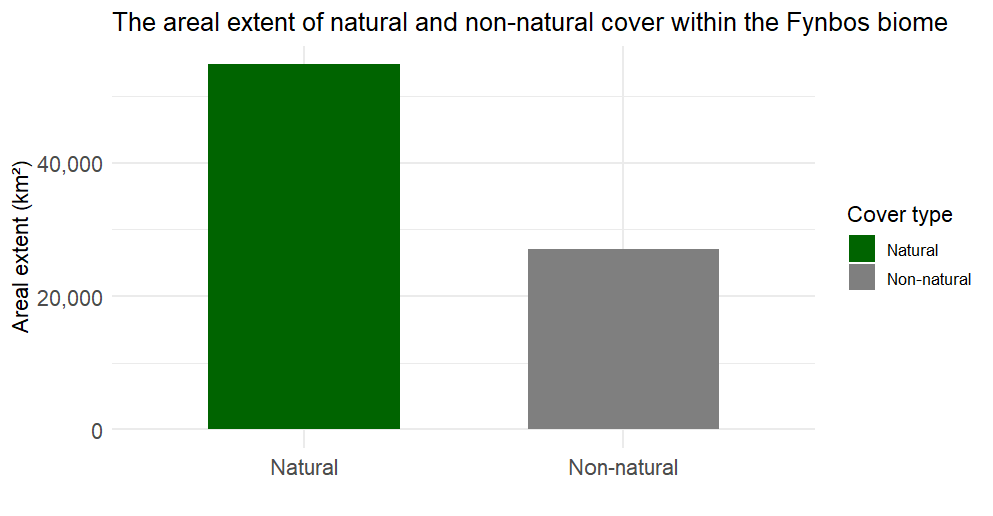 The areal extent of natural and non-natural cover within the Fynbos biome
Areal extent (km²)
40,000
20,000
0
Natural
Non-natural
Cover type
Natural
Non-natural